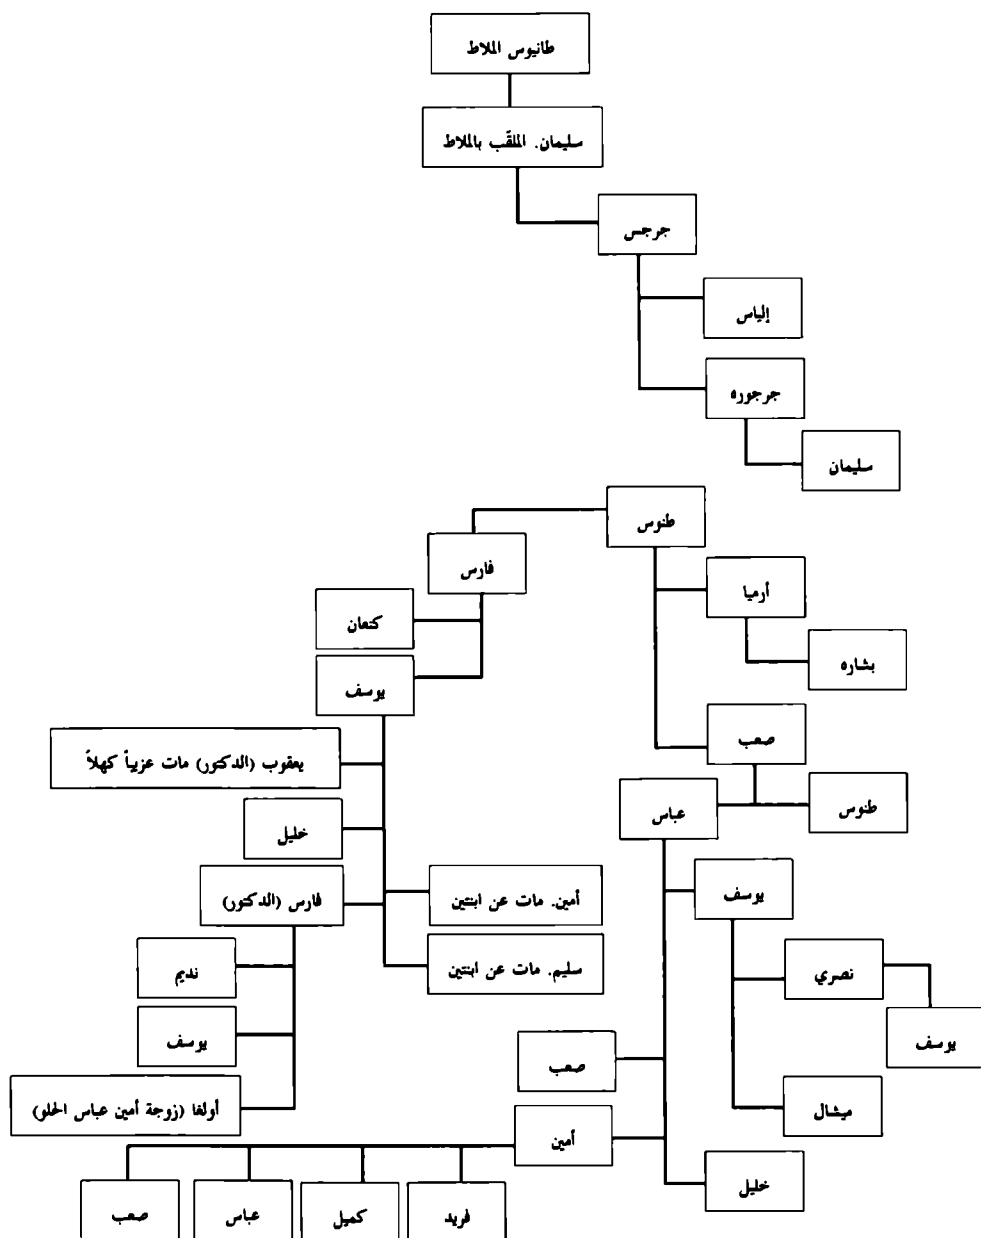 طانيوس الملاط
سليمان. الملقّب بالملاط
جرجس
إلياس
جرجوره
سليمان
طنوس
فارس
أرميا
كنعان
بشاره
يوسف
صعب
يعقوب (الدكتور) مات عزيباً كهلاً
طنوس
عباس
خليل
يوسف
أمين. مات عن ابنتين
فارس (الدكتور)
سليم. مات عن ابنتين
نديم
نصري
يوسف
يوسف
صعب
أولغا (زوجة أمين عباس الحلو)
ميشال
أمين
خليل
فريد
كميل
عباس
صعب